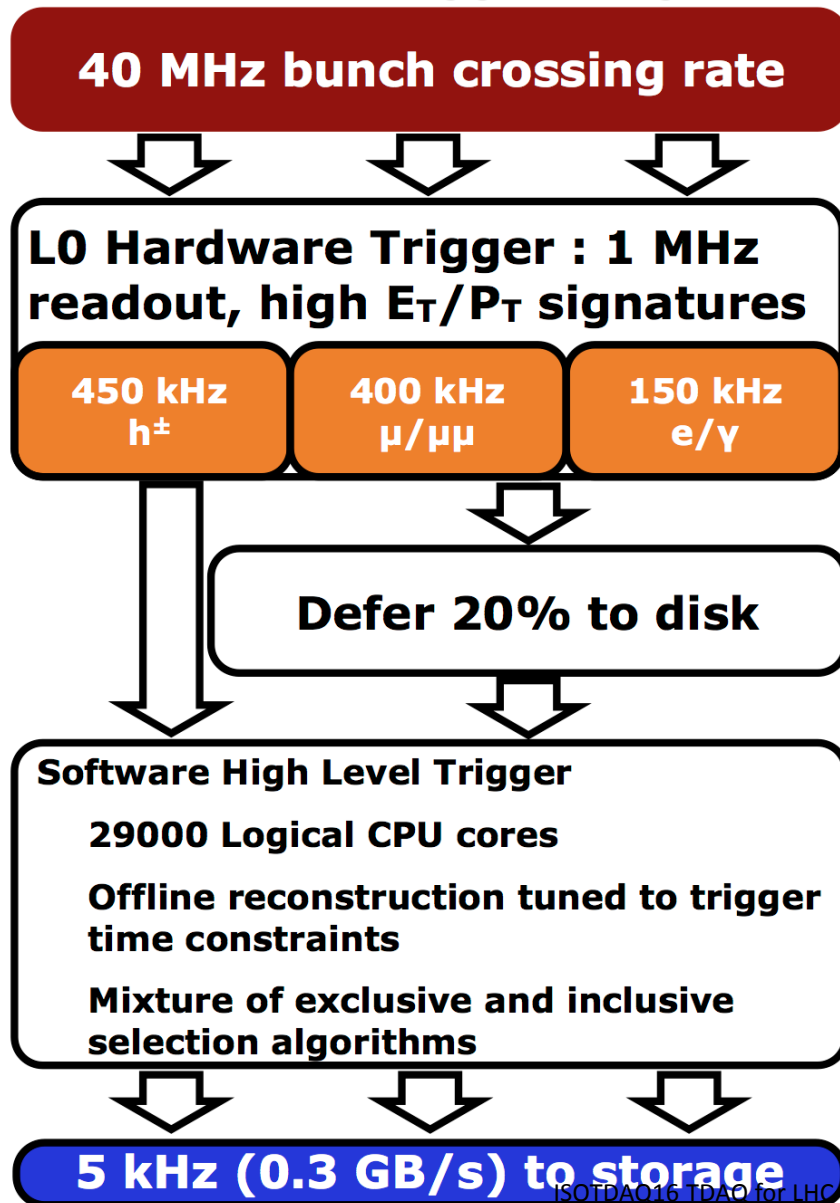 40 MHz bunch crossing rate
L0 Hardware Trigger : 1 MHz
readout, high Eᴛ/Pᴛ signatures
450 kHz
h±
400 kHz
μ/μμ
150 kHz
e/γ
Defer 20% to disk
Software High Level Trigger
29000 Logical CPU cores
Offline reconstruction tuned to trigger
time constraints
Mixture of exclusive and inclusive
selection algorithms
5 kHz (0.3 GB/s) to storage
ISOTDAQ16 TDAQ for LHC